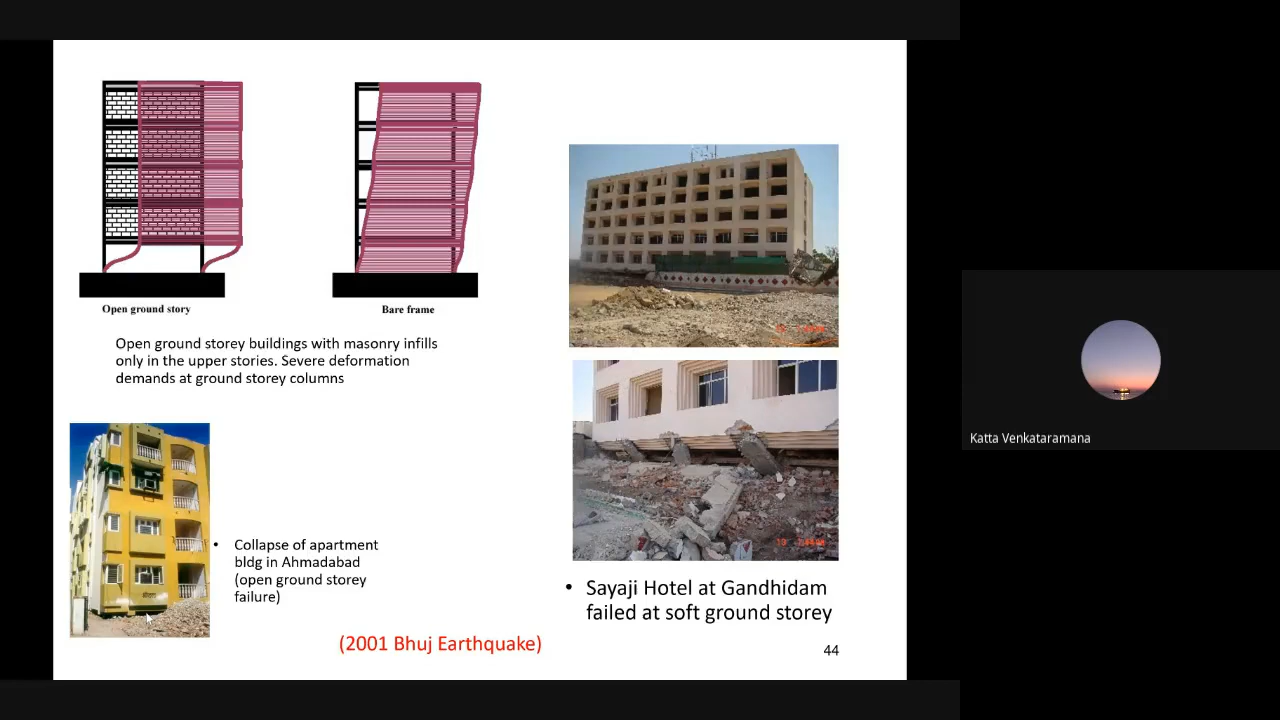 Open ground story
Bare frame
Open ground storey buildings with masonry infills
only in the upper stories. Severe deformation
demands at ground storey columns
• Collapse of apartment
bldg in Ahmadabad
(open ground storey
failure)
(2001 Bhuj Earthquake)
• Sayaji Hotel at Gandhidam
failed at soft ground storey
44
Katta Venkataramana